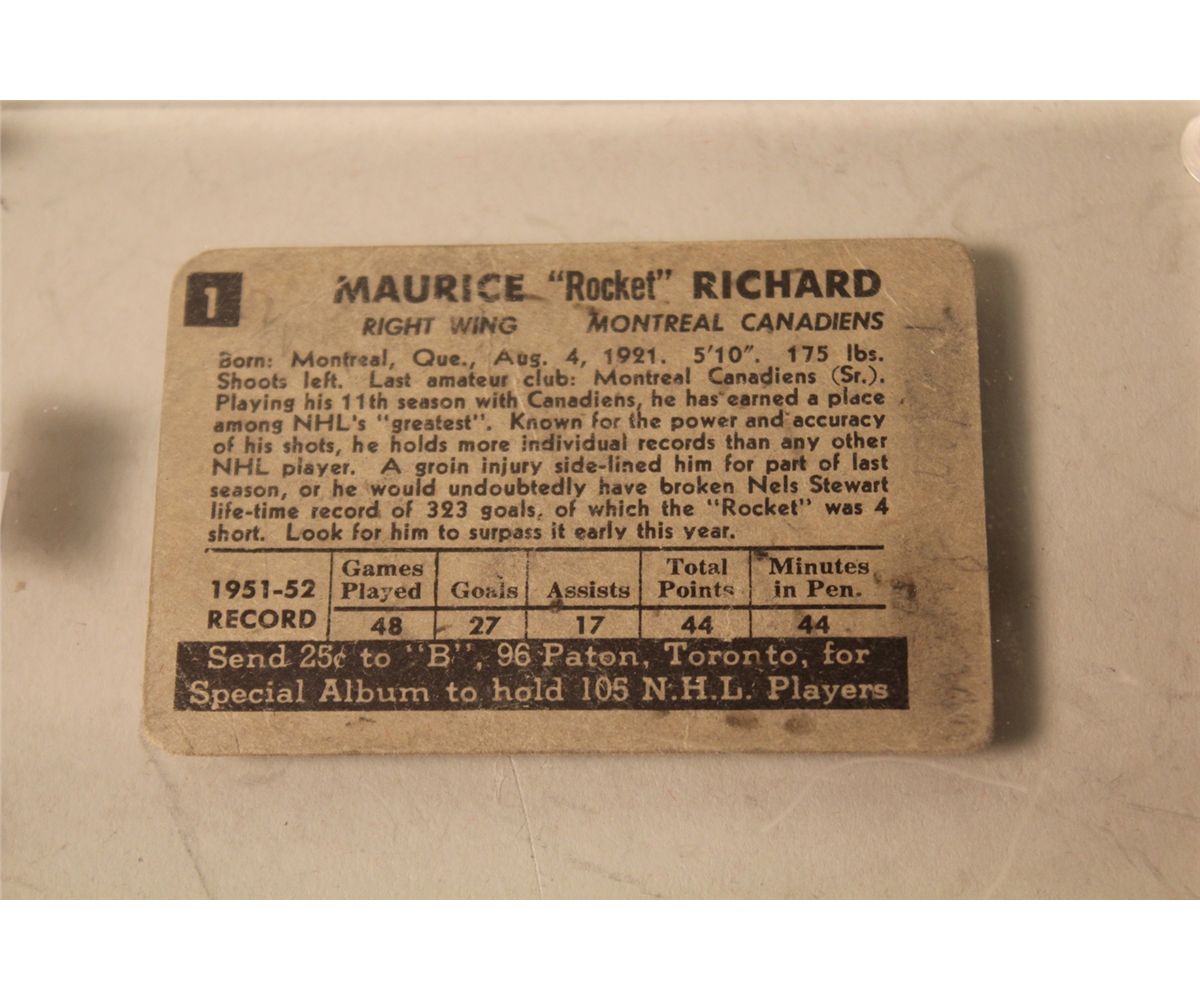 1
MAURICE "Rocket" RICHARD
RIGHT WING MONTREAL CANADIENS
Born: Montreal, Que., Aug. 4, 1921. 5'10". 175 lbs.
Shoots left. Last amateur club: Montreal Canadiens (Sr.).
Playing his 11th season with Canadiens, he has earned a place
among NHL's "greatest". Known for the power and accuracy
of his shots, he holds more individual records than any other
NHL player. A groin injury side-lined him for part of last
season, or he would undoubtedly have broken Nels Stewart
life-time record of 323 goals, of which the "Rocket" was 4
short. Look for him to surpass it early this year.
1951-52 RECORD
Games Played Goals Assists Total Points Minutes in Pen.
48 27 17 44 44
Send 25¢ to "B", 96 Paton, Toronto, for
Special Album to hold 105 N.H.L. Players